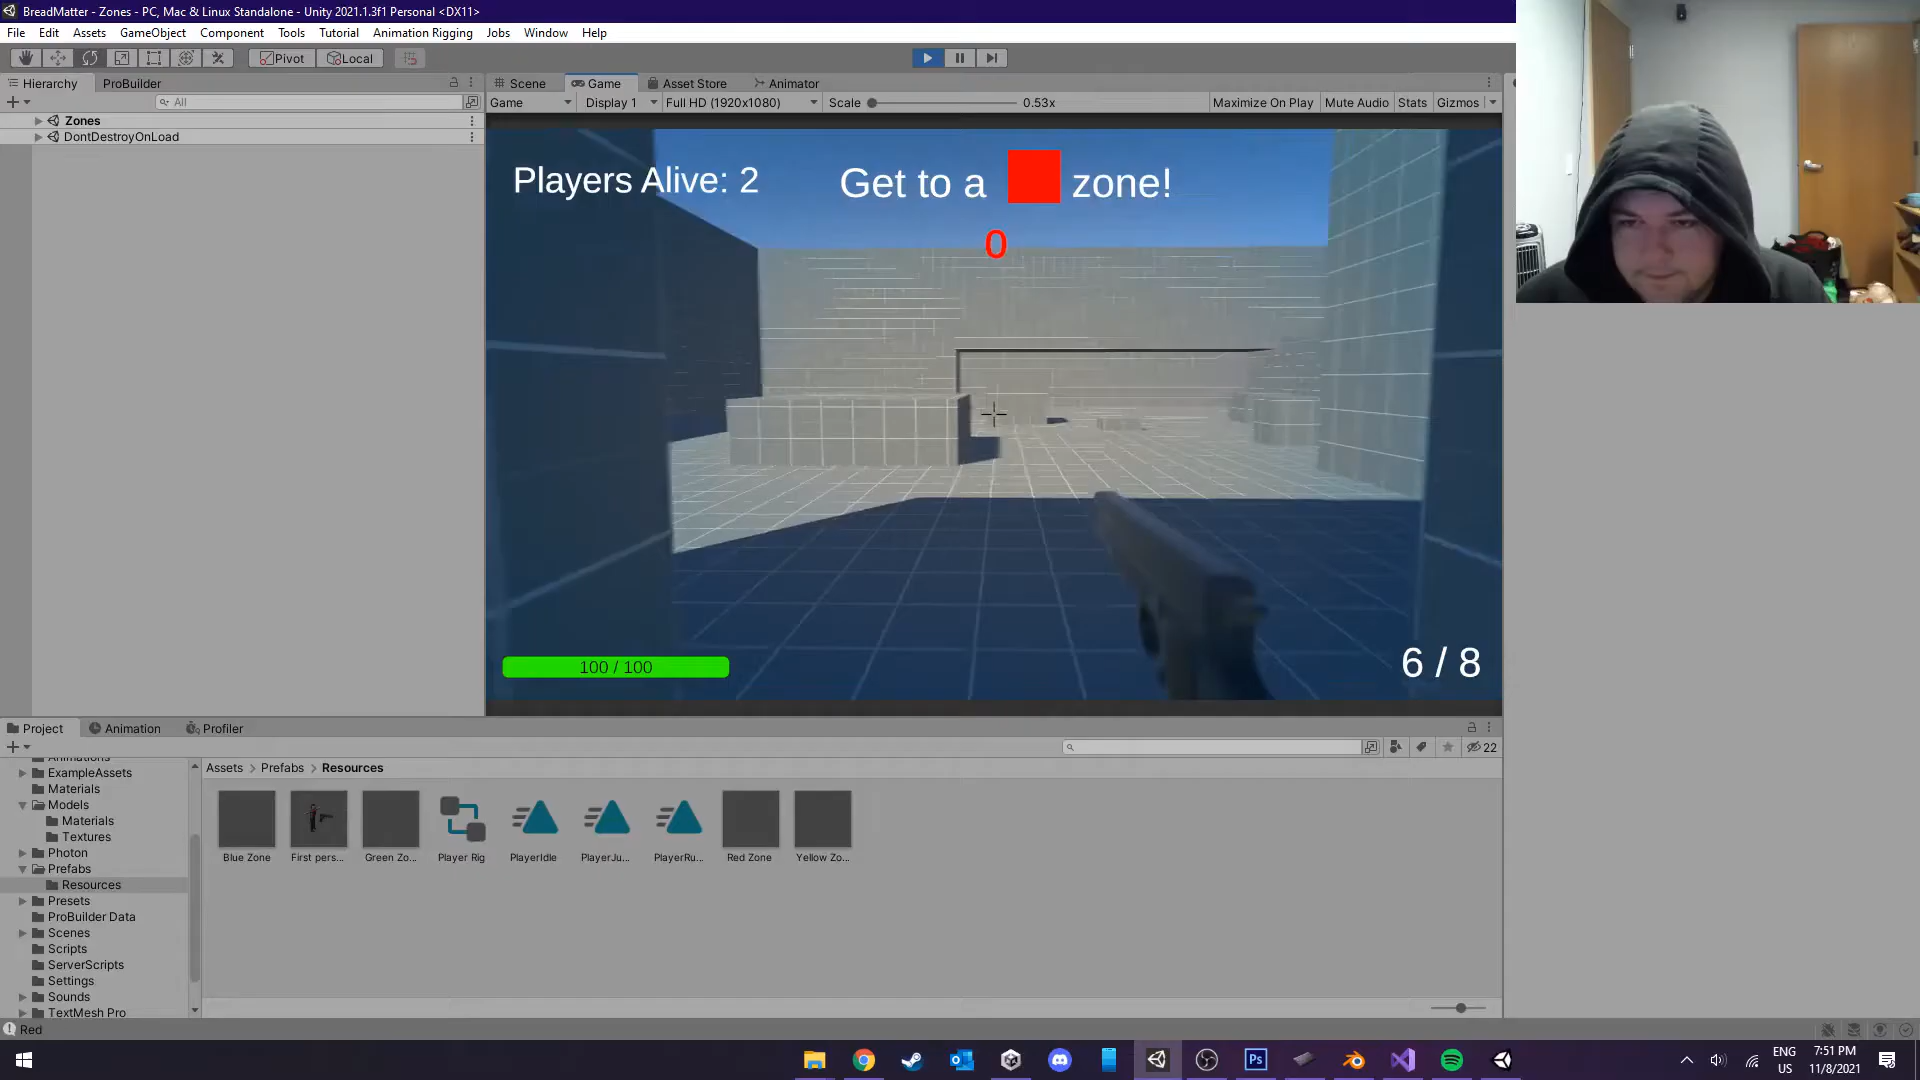 BreadMatter - Zones - PC, Mac & Linux Standalone - Unity 2021.1.3f1 Personal <DX11>
File Edit Assets GameObject Component Tools Tutorial Animation Rigging Jobs Window Help
Pivot Local
Hierarchy ProBuilder
Scene Game Asset Store Animator
All
Game Display 1 Full HD (1920x1080) Scale 0.53x Maximize On Play Mute Audio Stats Gizmos
Zones
DontDestroyOnLoad
Players Alive: 2
Get to a zone!
0
100 / 100
6 / 8
Project Animation Profiler
22
Animations
ExampleAssets
Materials
Models
Materials
Textures
Photon
Prefabs
Resources
Presets
ProBuilder Data
Scenes
Scripts
ServerScripts
Settings
Sounds
TextMesh Pro
Assets > Prefabs > Resources
Blue Zone First pers... Green Zo... Player Rig PlayerIdle PlayerJu... PlayerRu... Red Zone Yellow Zo...
Red
Ps
ENG
US
7:51 PM
11/8/2021